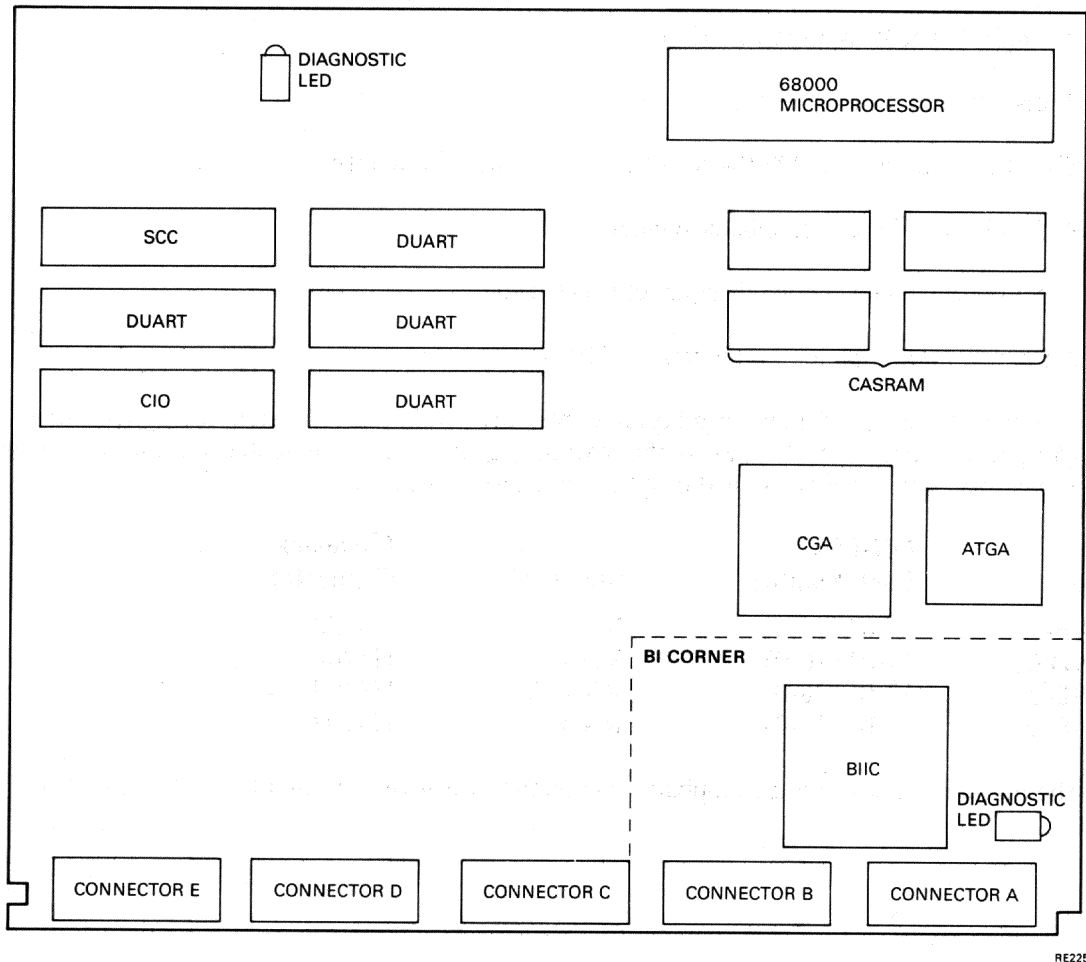 DIAGNOSTIC
LED
68000
MICROPROCESSOR
SCC
DUART
DUART
DUART
CIO
DUART
CASRAM
CGA
ATGA
BI CORNER
BIIC
DIAGNOSTIC
LED
CONNECTOR E
CONNECTOR D
CONNECTOR C
CONNECTOR B
CONNECTOR A